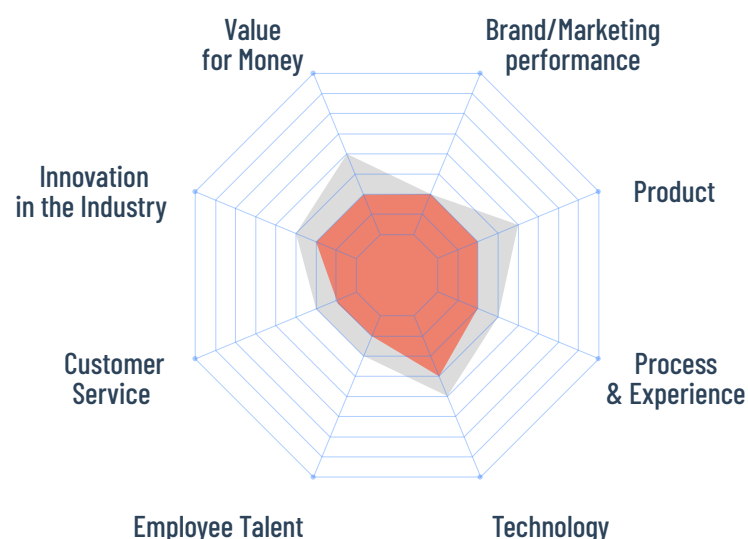 Value
for Money
Brand/Marketing
performance
Innovation
in the Industry
Product
Customer
Service
Process
& Experience
Employee Talent
Technology